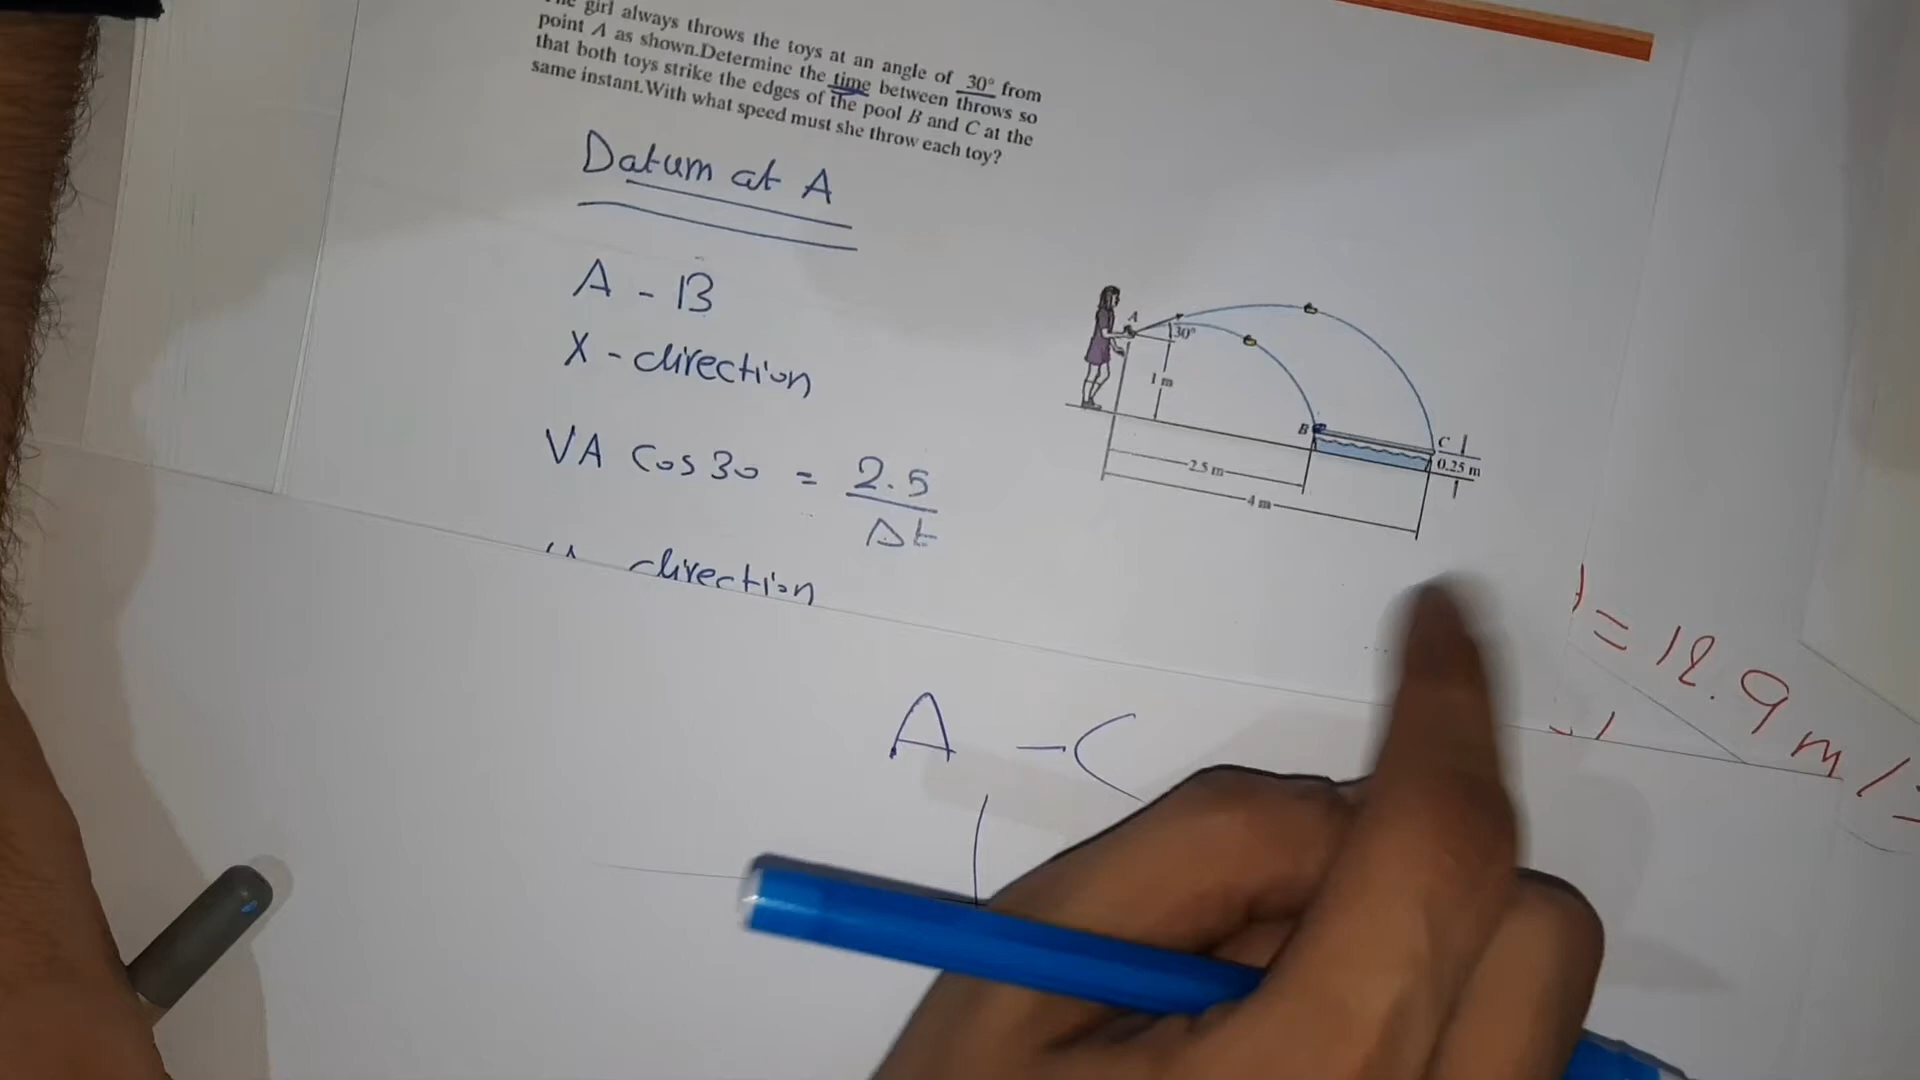 girl always throws the toys at an angle of 30° from
point A as shown.Determine the time between throws so
that both toys strike the edges of the pool B and C at the
same instant.With what speed must she throw each toy?
Datum at A
A - B
X - direction
VA Cos 30 = 2.5
Δt
direction
A
30°
1 m
B
C
0.25 m
2.5 m
4 m
= 12.9 m/
A - C